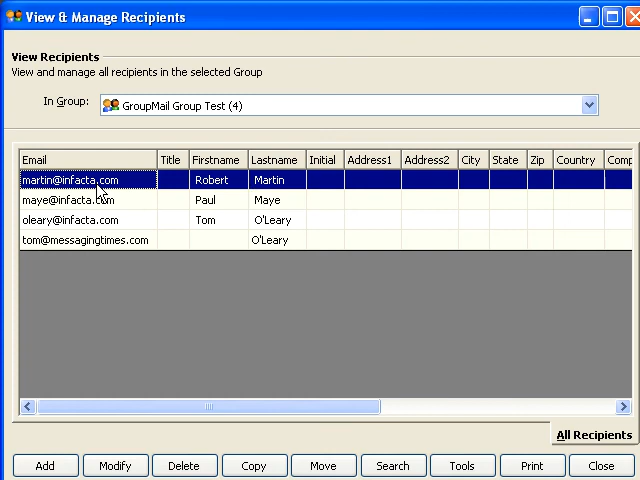 View & Manage Recipients
View Recipients
View and manage all recipients in the selected Group
In Group: GroupMail Group Test (4)
Email Title Firstname Lastname Initial Address1 Address2 City State Zip Country Comp
martin@infacta.com Robert Martin
maye@infacta.com Paul Maye
oleary@infacta.com Tom O'Leary
tom@messagingtimes.com O'Leary
All Recipients
Add Modify Delete Copy Move Search Tools Print Close